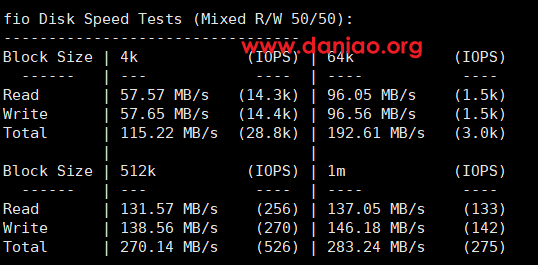 fio Disk Speed Tests (Mixed R/W 50/50):
---------------------------------
www.daniao.org
Block Size | 4k            (IOPS) | 64k           (IOPS)
  ------   | ---            ----  | ----           ----
Read       | 57.57 MB/s   (14.3k) | 96.05 MB/s    (1.5k)
Write      | 57.65 MB/s   (14.4k) | 96.56 MB/s    (1.5k)
Total      | 115.22 MB/s  (28.8k) | 192.61 MB/s   (3.0k)
           |                      |
Block Size | 512k          (IOPS) | 1m            (IOPS)
  ------   | ---            ----  | ----           ----
Read       | 131.57 MB/s    (256) | 137.05 MB/s    (133)
Write      | 138.56 MB/s    (270) | 146.18 MB/s    (142)
Total      | 270.14 MB/s    (526) | 283.24 MB/s    (275)